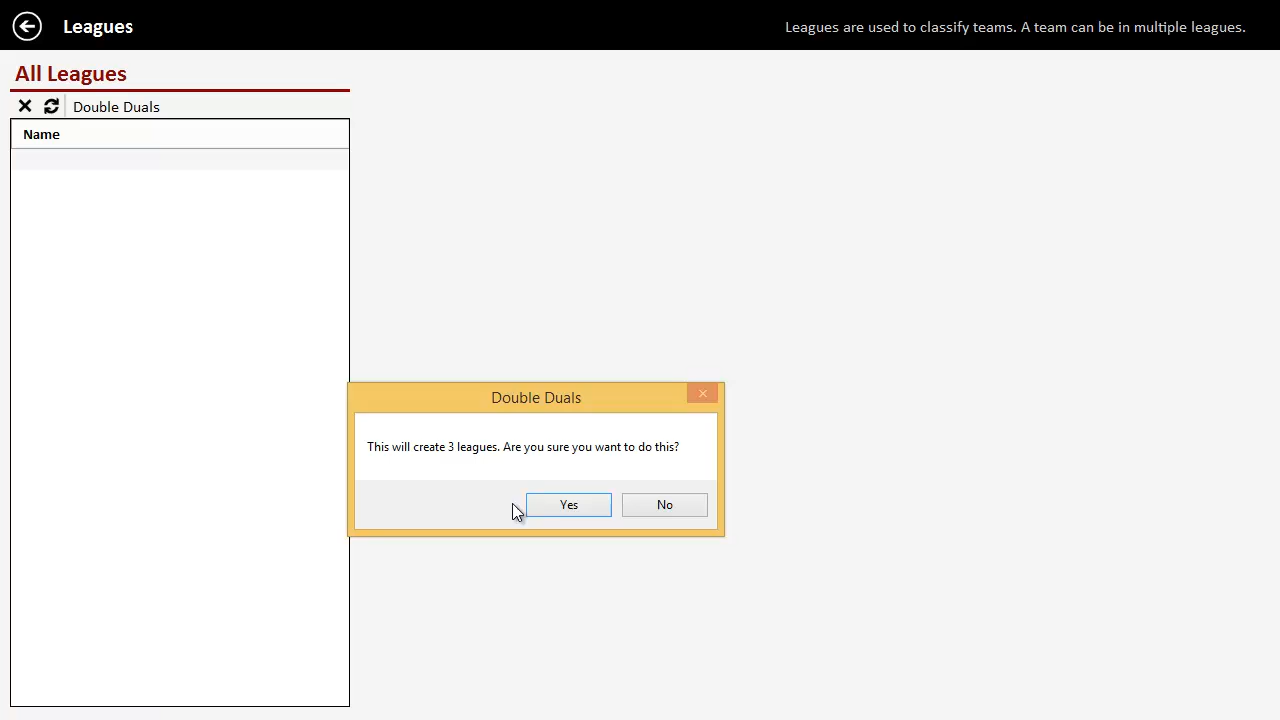 Leagues
Leagues are used to classify teams. A team can be in multiple leagues.
All Leagues
Double Duals
Name
Double Duals
This will create 3 leagues. Are you sure you want to do this?
Yes
No